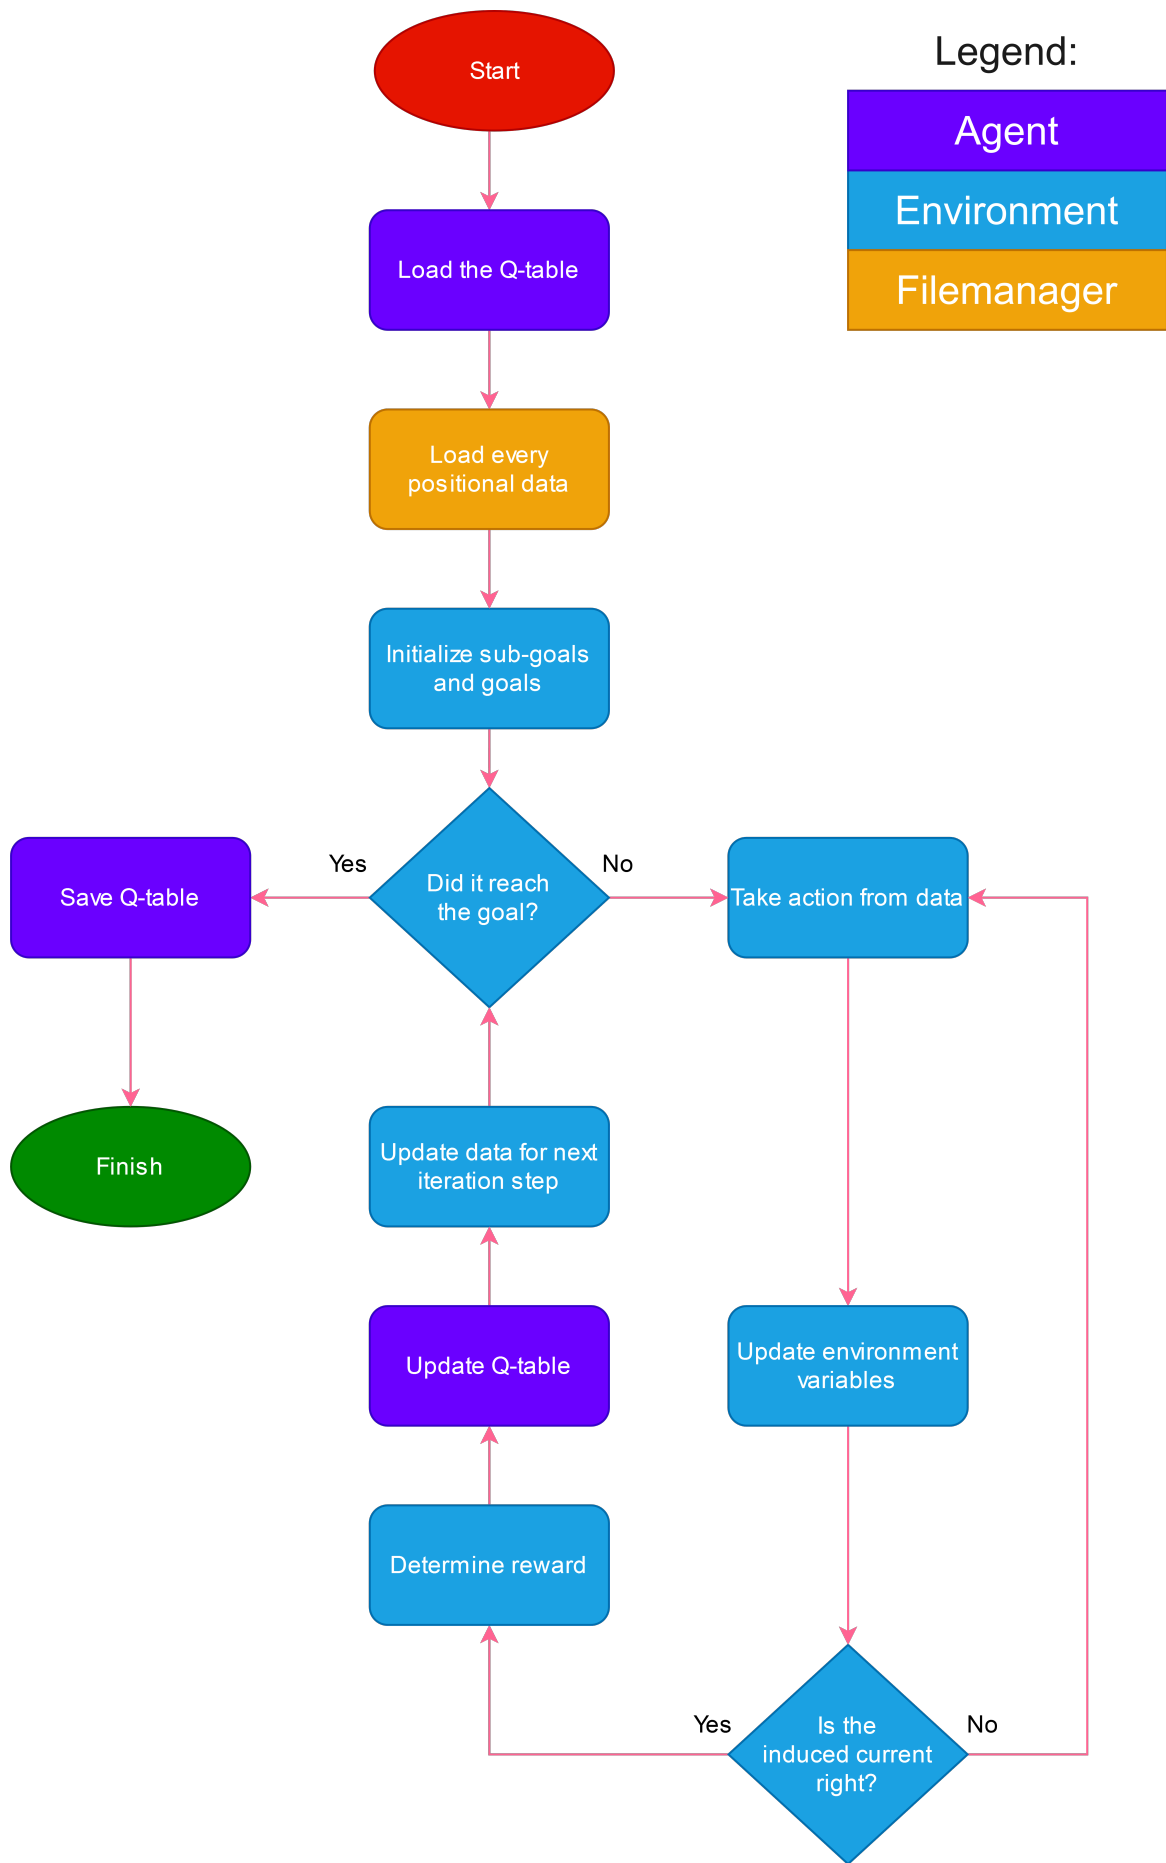 Start
Legend:
Agent
Environment
Filemanager
Load the Q-table
Load every
positional data
Initialize sub-goals
and goals
Did it reach
the goal?
Yes
No
Save Q-table
Take action from data
Finish
Update data for next
iteration step
Update Q-table
Update environment
variables
Determine reward
Is the
induced current
right?
Yes
No